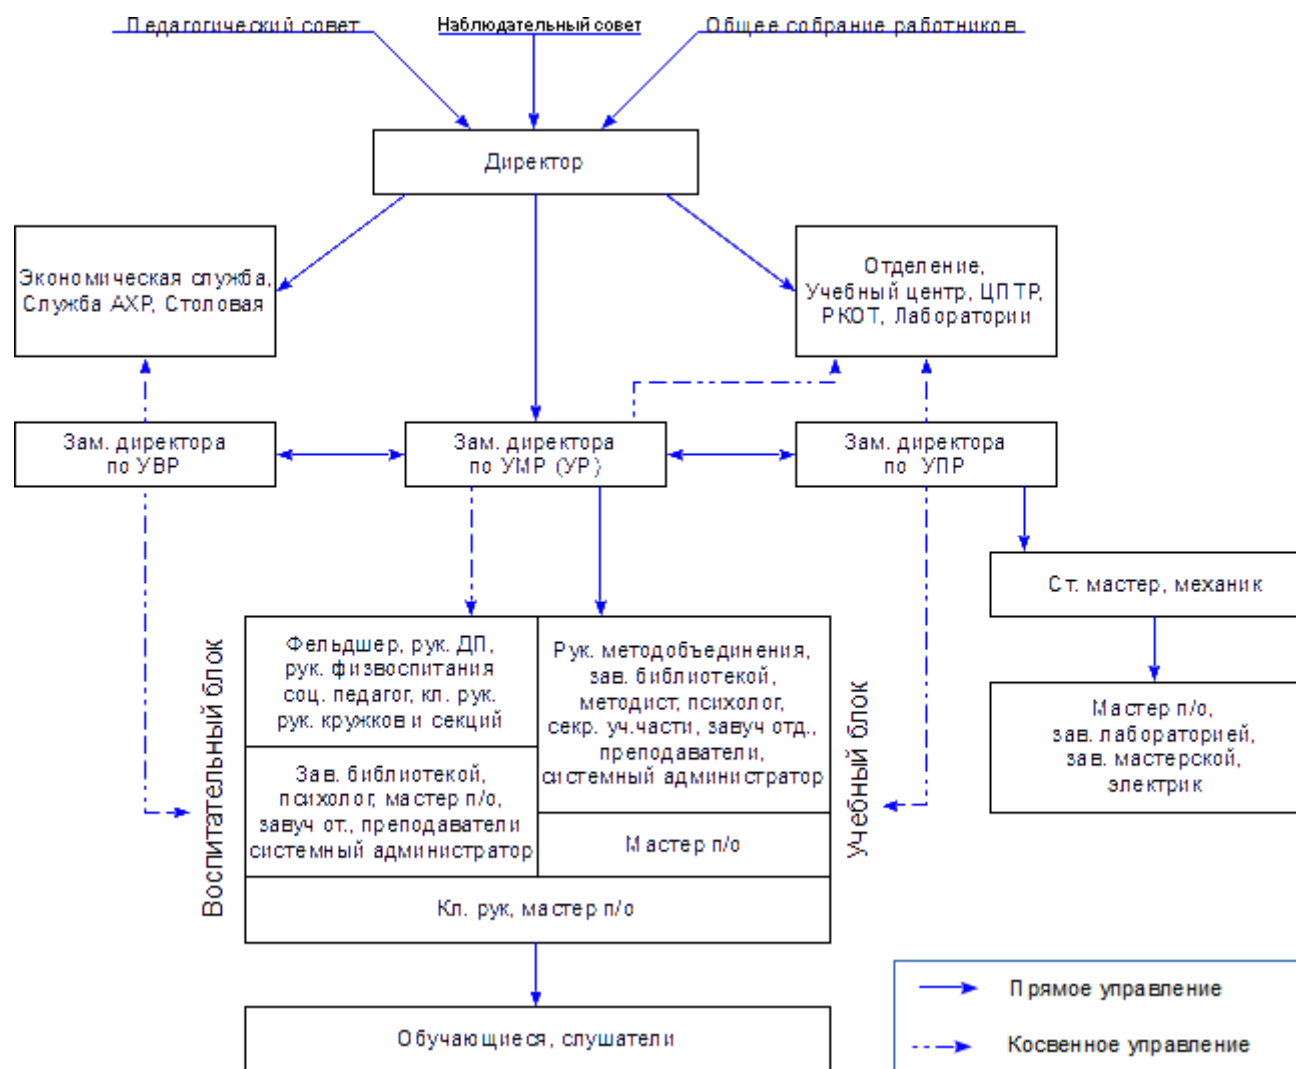 Педагогический совет
Наблюдательный совет
Общее собрание работников
Директор
Экономическая служба,
Служба АХР, Столовая
Отделение,
Учебный центр, ЦПТР,
РКОТ, Лаборатории
Зам. директора
по УВР
Зам. директора
по УМР (УР)
Зам. директора
по УПР
Ст. мастер, механик
Мастер п/о,
зав. лабораторией,
зав. мастерской,
электрик
Воспитательный блок
Фельдшер, рук. ДП,
рук. физвоспитания
соц. педагог, кл. рук.
рук. кружков и секций
Рук. методобъединения,
зав. библиотекой,
методист, психолог,
секр. уч.части, завуч отд.,
преподаватели,
системный администратор
Зав. библиотекой,
психолог, мастер п/о,
завуч от., преподаватели
системный администратор
Мастер п/о
Учебный блок
Кл. рук, мастер п/о
Обучающиеся, слушатели
Прямое управление
Косвенное управление